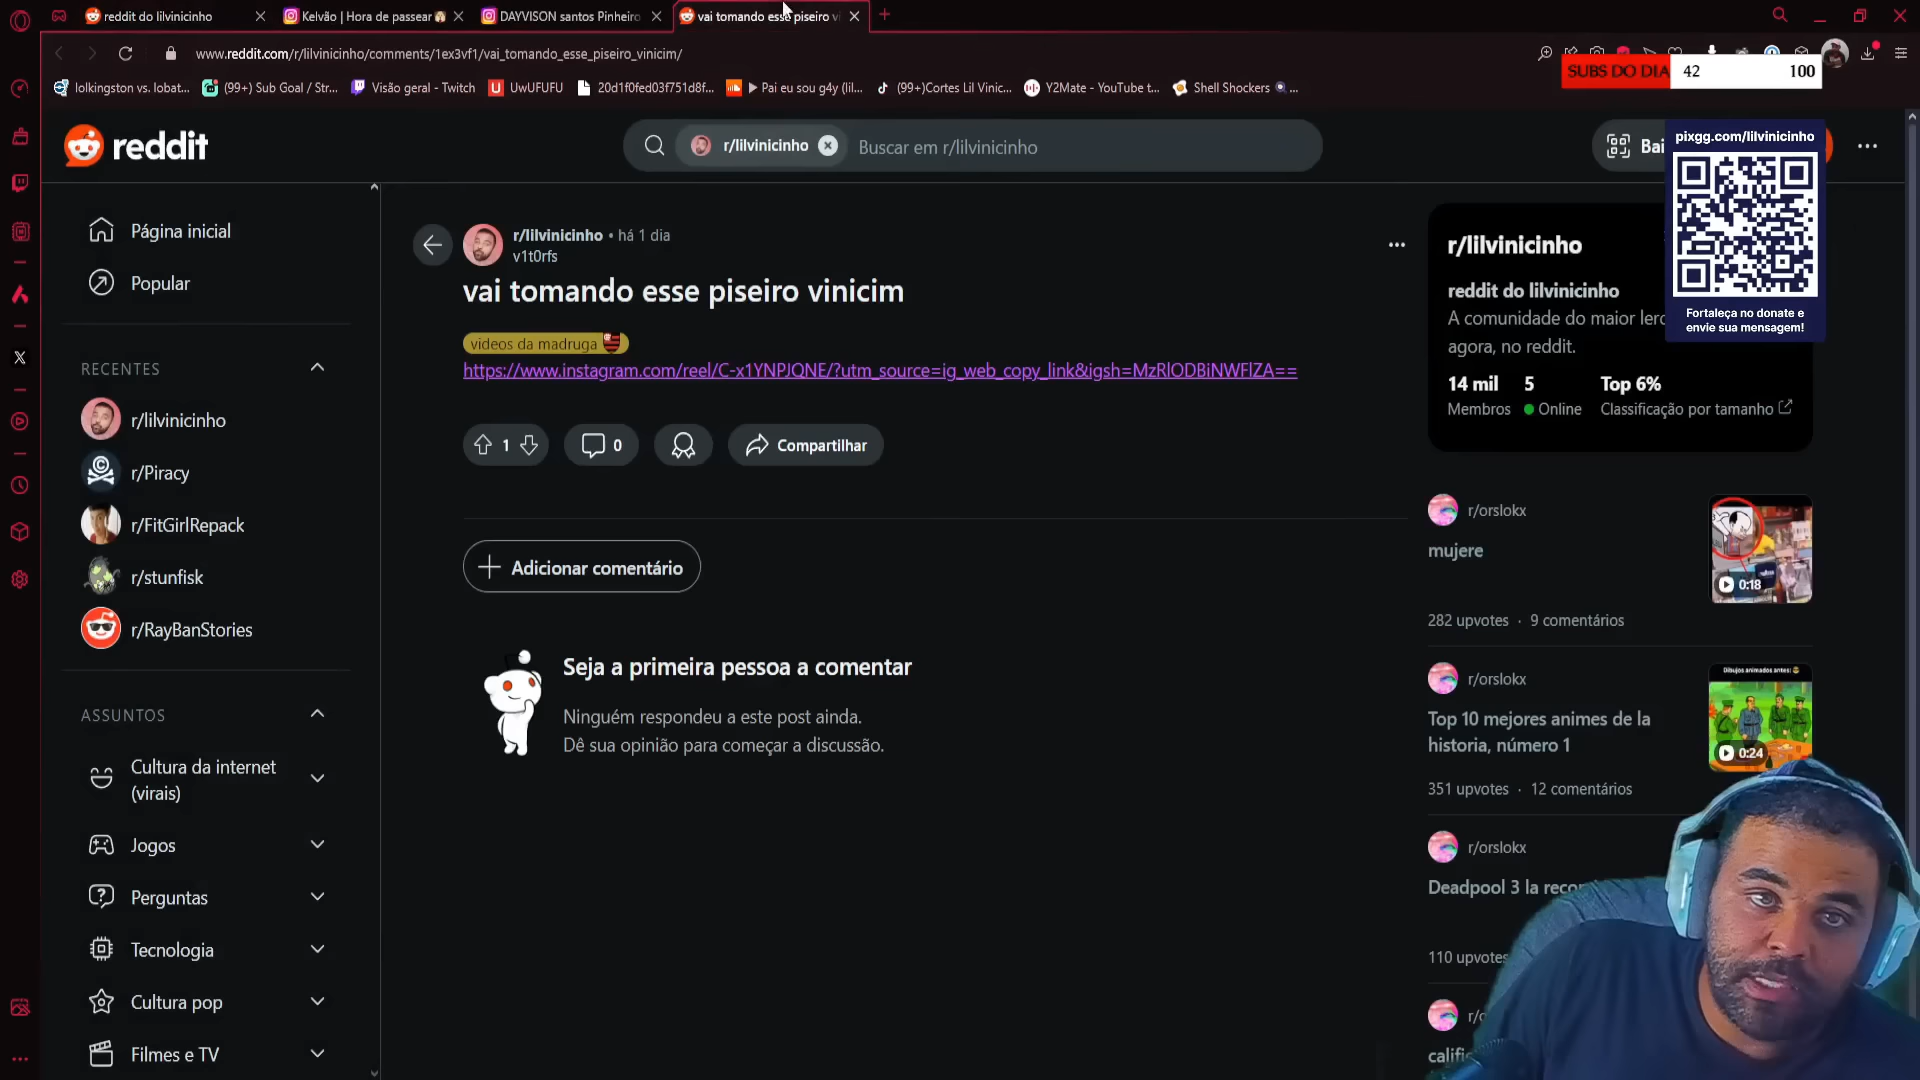 reddit do lilvinicinho
Kelvão | Hora de passear
DAYVISON santos Pinheiro
vai tomando esse piseiro vi
www.reddit.com/r/lilvinicinho/comments/1ex3vf1/vai_tomando_esse_piseiro_vinicim/
lolkingston vs. lobat...
(99+) Sub Goal / Str...
Visão geral - Twitch
UwUFUFU
20d1f0fed03f751d8f...
Pai eu sou g4y (lil...
(99+)Cortes Lil Vinic...
Y2Mate - YouTube t...
Shell Shockers
SUBS DO DIA 42 100
reddit
r/lilvinicinho
Buscar em r/lilvinicinho
Bai
pixgg.com/lilvinicinho
Fortaleça no donate e
envie sua mensagem!
Página inicial
Popular
RECENTES
r/lilvinicinho
r/Piracy
r/FitGirlRepack
r/stunfisk
r/RayBanStories
ASSUNTOS
Cultura da internet
(virais)
Jogos
Perguntas
Tecnologia
Cultura pop
Filmes e TV
r/lilvinicinho • há 1 dia
v1t0rfs
vai tomando esse piseiro vinicim
videos da madruga
https://www.instagram.com/reel/C-x1YNPJQNE/?utm_source=ig_web_copy_link&igsh=MzRlODBiNWFlZA==
1
0
Compartilhar
Adicionar comentário
Seja a primeira pessoa a comentar
Ninguém respondeu a este post ainda.
Dê sua opinião para começar a discussão.
r/lilvinicinho
reddit do lilvinicinho
A comunidade do maior
agora, no reddit.
14 mil 5 Top 6%
Membros Online Classificação por tamanho
r/orslokx
mujere
0:18
282 upvotes · 9 comentários
r/orslokx
Top 10 mejores animes de la
historia, número 1
Dibujos animados antes:
0:24
351 upvotes · 12 comentários
r/orslokx
Deadpool 3 la
110 upvotes